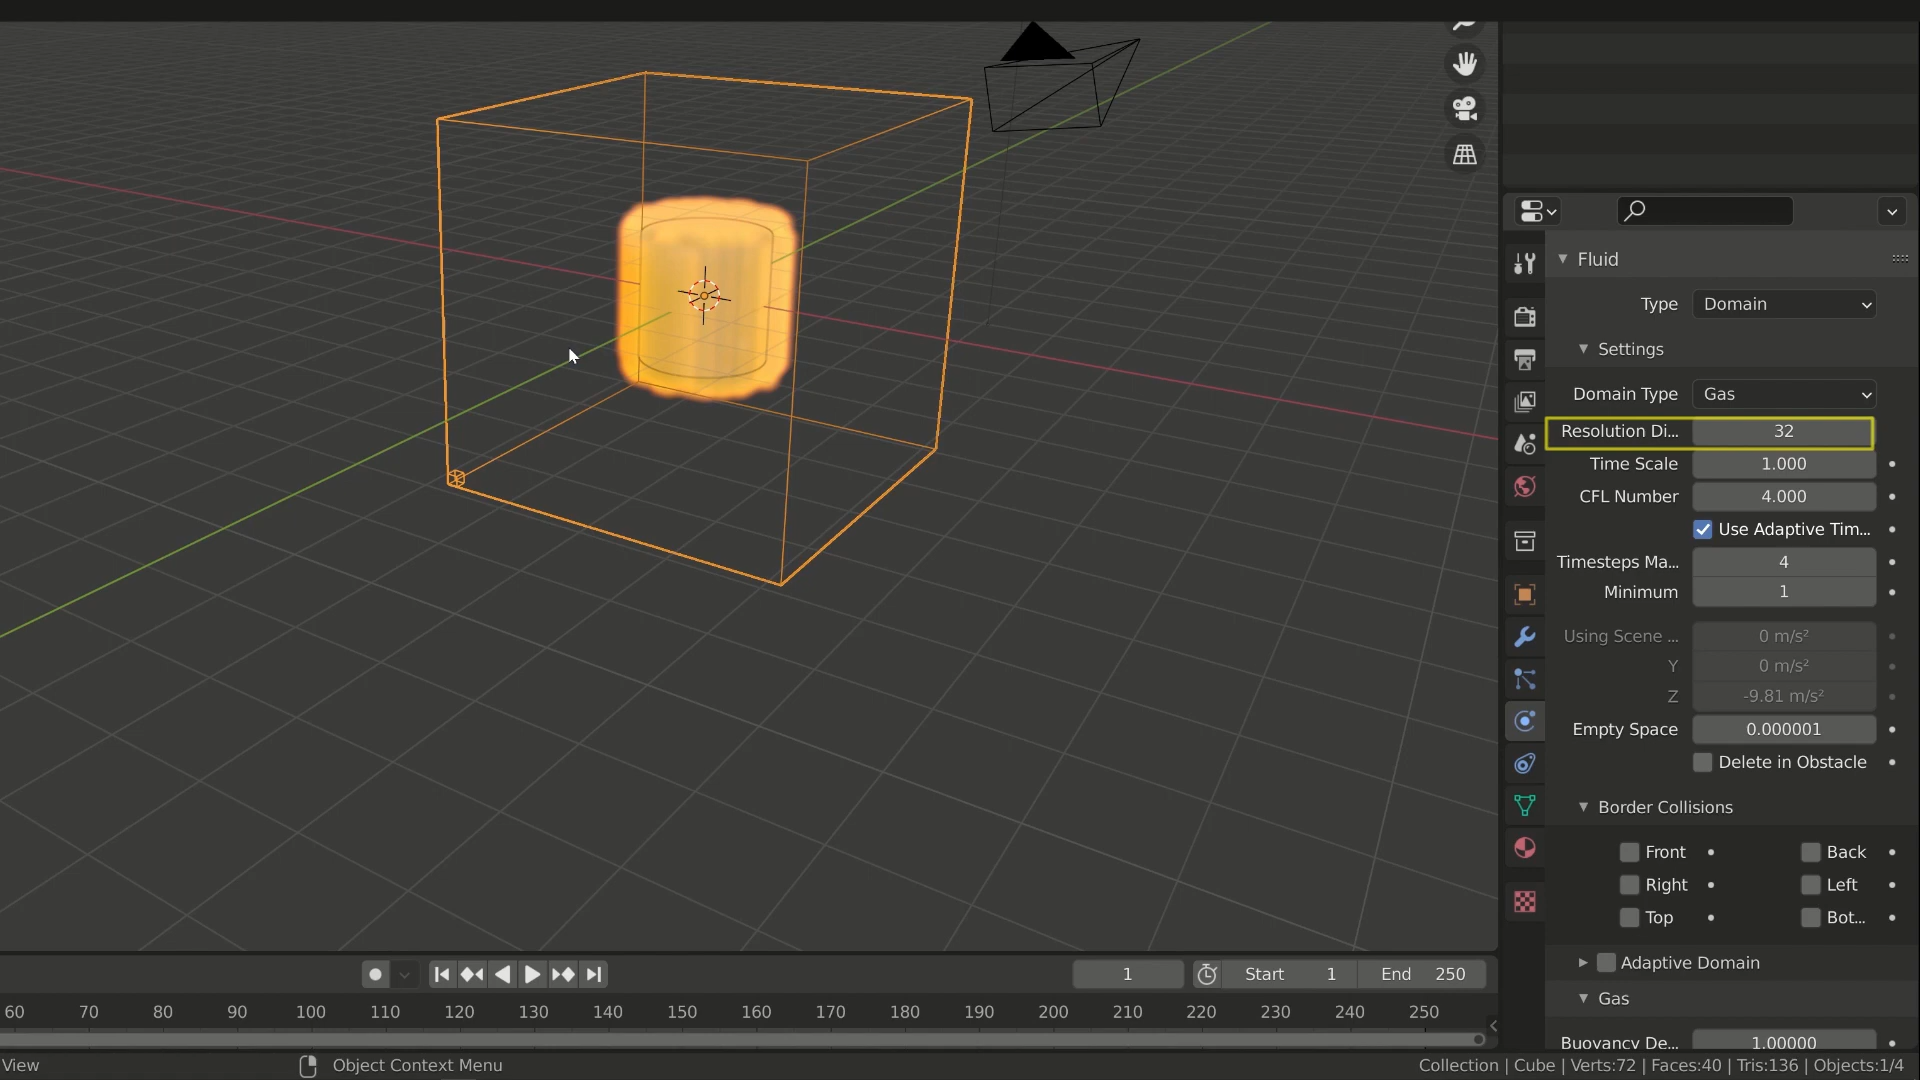 Fluid
Type Domain
Settings
Domain Type Gas
Resolution Di... 32
Time Scale 1.000
CFL Number 4.000
Use Adaptive Tim...
Timesteps Ma... 4
Minimum 1
Using Scene ... 0 m/s²
Y 0 m/s²
Z -9.81 m/s²
Empty Space 0.000001
Delete in Obstacle
Border Collisions
Front Back
Right Left
Top Bot...
Adaptive Domain
Gas
Buoyancy De... 1.00000
1 Start 1 End 250
60 70 80 90 100 110 120 130 140 150 160 170 180 190 200 210 220 230 240 250
View Object Context Menu Collection | Cube | Verts:72 | Faces:40 | Tris:136 | Objects:1/4